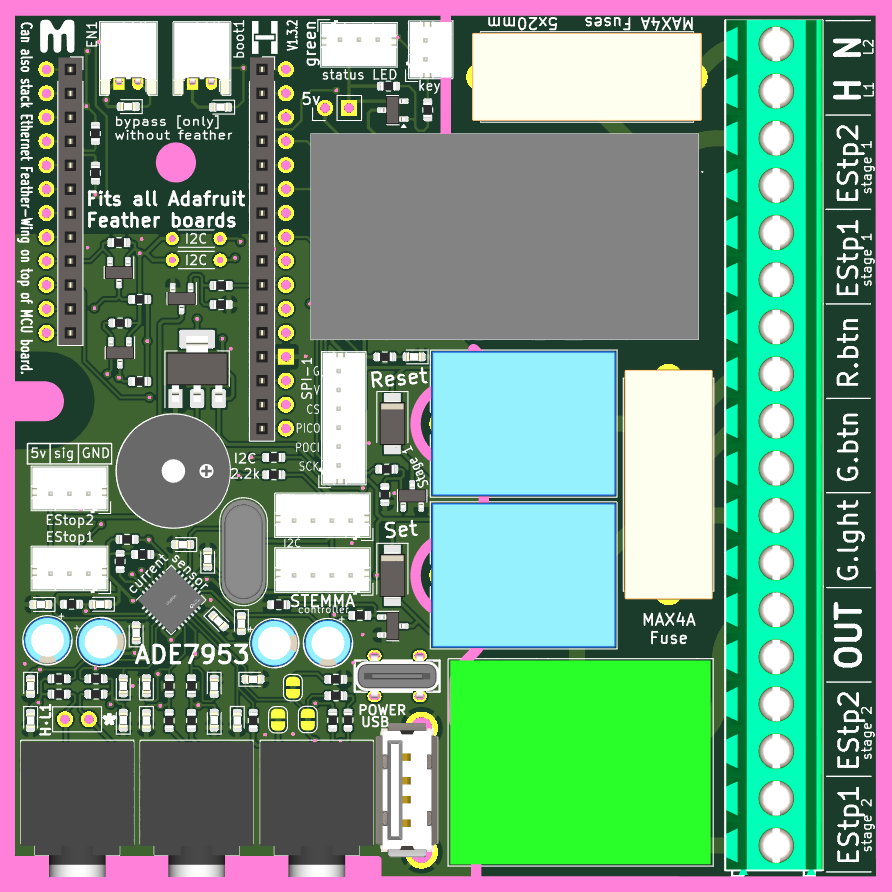 M
EN1
boot1
H
V1.3.2
green
status LED
key
5v
MAX4A Fuses 5x20mm
bypass [only]
without feather
Can also stack Ethernet Feather-Wing on top of MCU board.
Fits all Adafruit
Feather boards
I2C
I2C
SPI-1
G
V
CS
PICO
POCI
SCK
Reset
Stage 1
I2C
2.2k
5v sig GND
EStop2
EStop1
I2C
Set
current sensor
STEMMA
controller
ADE7953
MAX4A
Fuse
POWER
USB
H-L1
*
N
L2
H
L1
EStp2
stage 1
EStp1
stage 1
R.btn
G.btn
G.lght
OUT
EStp2
stage 2
EStp1
stage 2